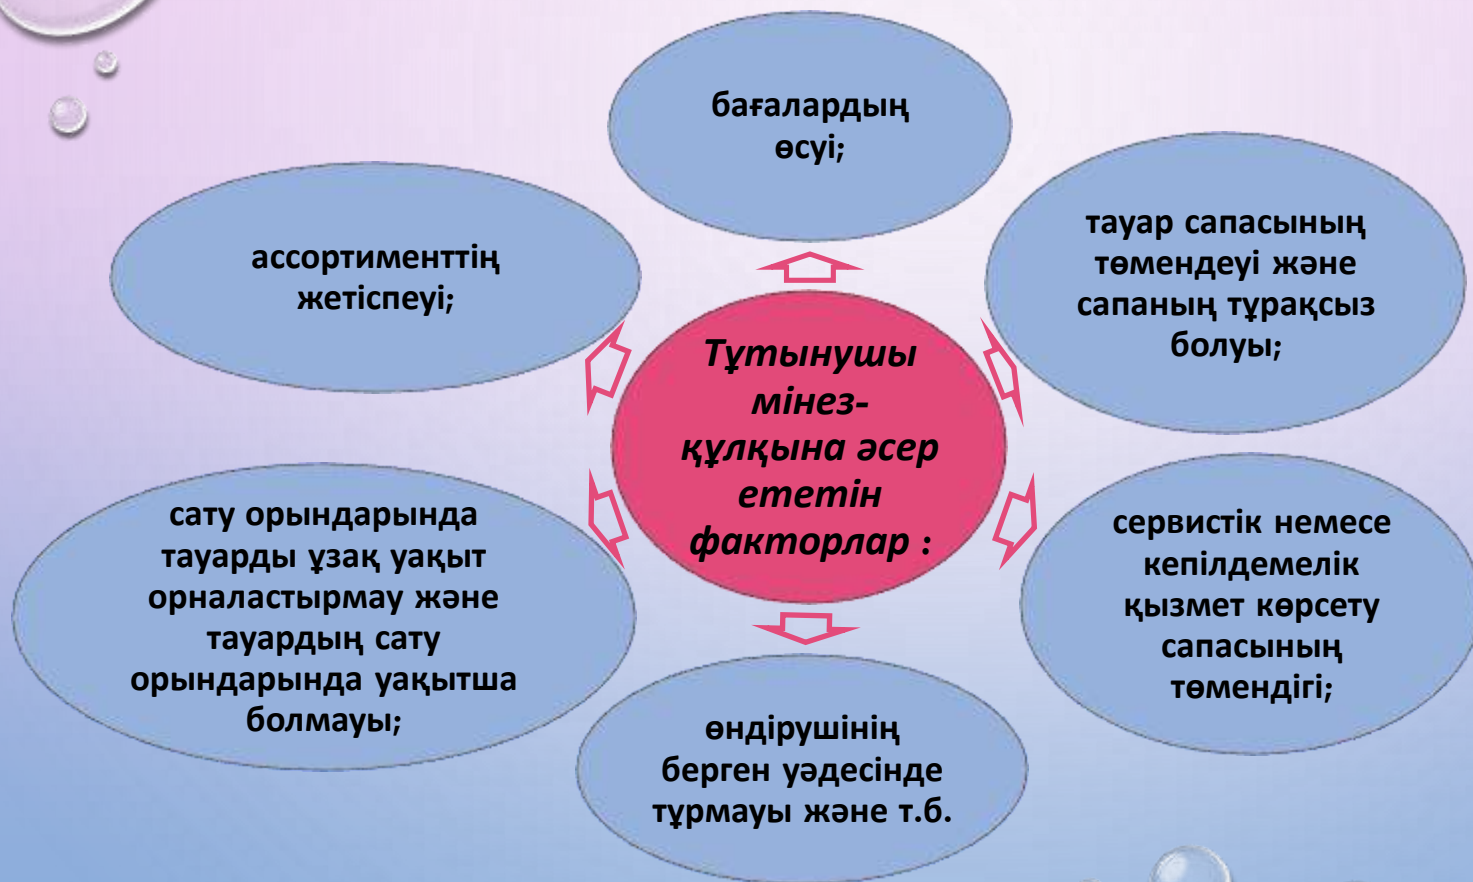 бағалардың
өсуі;
тауар сапасының
төмендеуі және
сапаның тұрақсыз
болуы;
ассортименттің
жетіспеуі;
Тұтынушы
мінез-
құлқына әсер
ететін
факторлар :
сату орындарында
тауарды ұзақ уақыт
орналастырмау және
тауардың сату
орындарында уақытша
болмауы;
сервистік немесе
кепілдемелік
қызмет көрсету
сапасының
төмендігі;
өндірушінің
берген уәдесінде
тұрмауы және т.б.